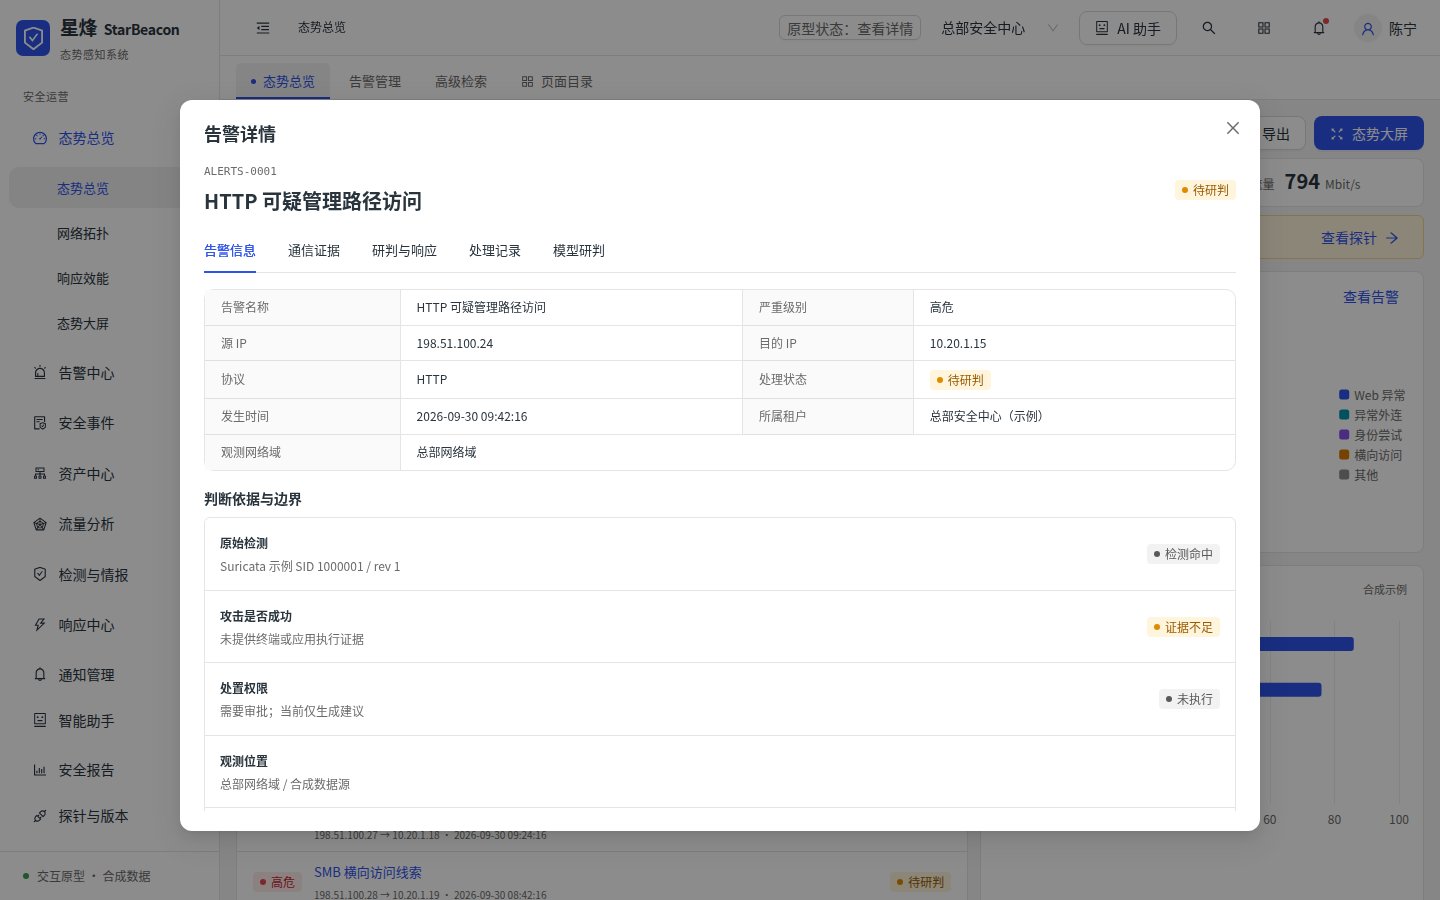 星烽 StarBeacon
态势感知系统
态势总览
原型状态：查看详情
总部安全中心
AI 助手
陈宁
安全运营
态势总览
告警管理
高级检索
页面目录
态势总览
态势总览
网络拓扑
响应效能
态势大屏
告警中心
安全事件
资产中心
流量分析
检测与情报
响应中心
通知管理
智能助手
安全报告
探针与版本
交互原型 · 合成数据
导出
态势大屏
794 Mbit/s
查看探针
查看告警
Web 异常
异常外连
身份尝试
横向访问
其他
合成示例
60
80
100
告警详情
ALERTS-0001
HTTP 可疑管理路径访问
待研判
告警信息
通信证据
研判与响应
处理记录
模型研判
告警名称 HTTP 可疑管理路径访问 严重级别 高危
源 IP 198.51.100.24 目的 IP 10.20.1.15
协议 HTTP 处理状态 待研判
发生时间 2026-09-30 09:42:16 所属租户 总部安全中心（示例）
观测网络域 总部网络域
判断依据与边界
原始检测
Suricata 示例 SID 1000001 / rev 1
检测命中
攻击是否成功
未提供终端或应用执行证据
证据不足
处置权限
需要审批；当前仅生成建议
未执行
观测位置
总部网络域 / 合成数据源
198.51.100.27 → 10.20.1.18 · 2026-09-30 09:24:16
高危
SMB 横向访问线索
待研判
198.51.100.28 → 10.20.1.19 · 2026-09-30 08:42:16